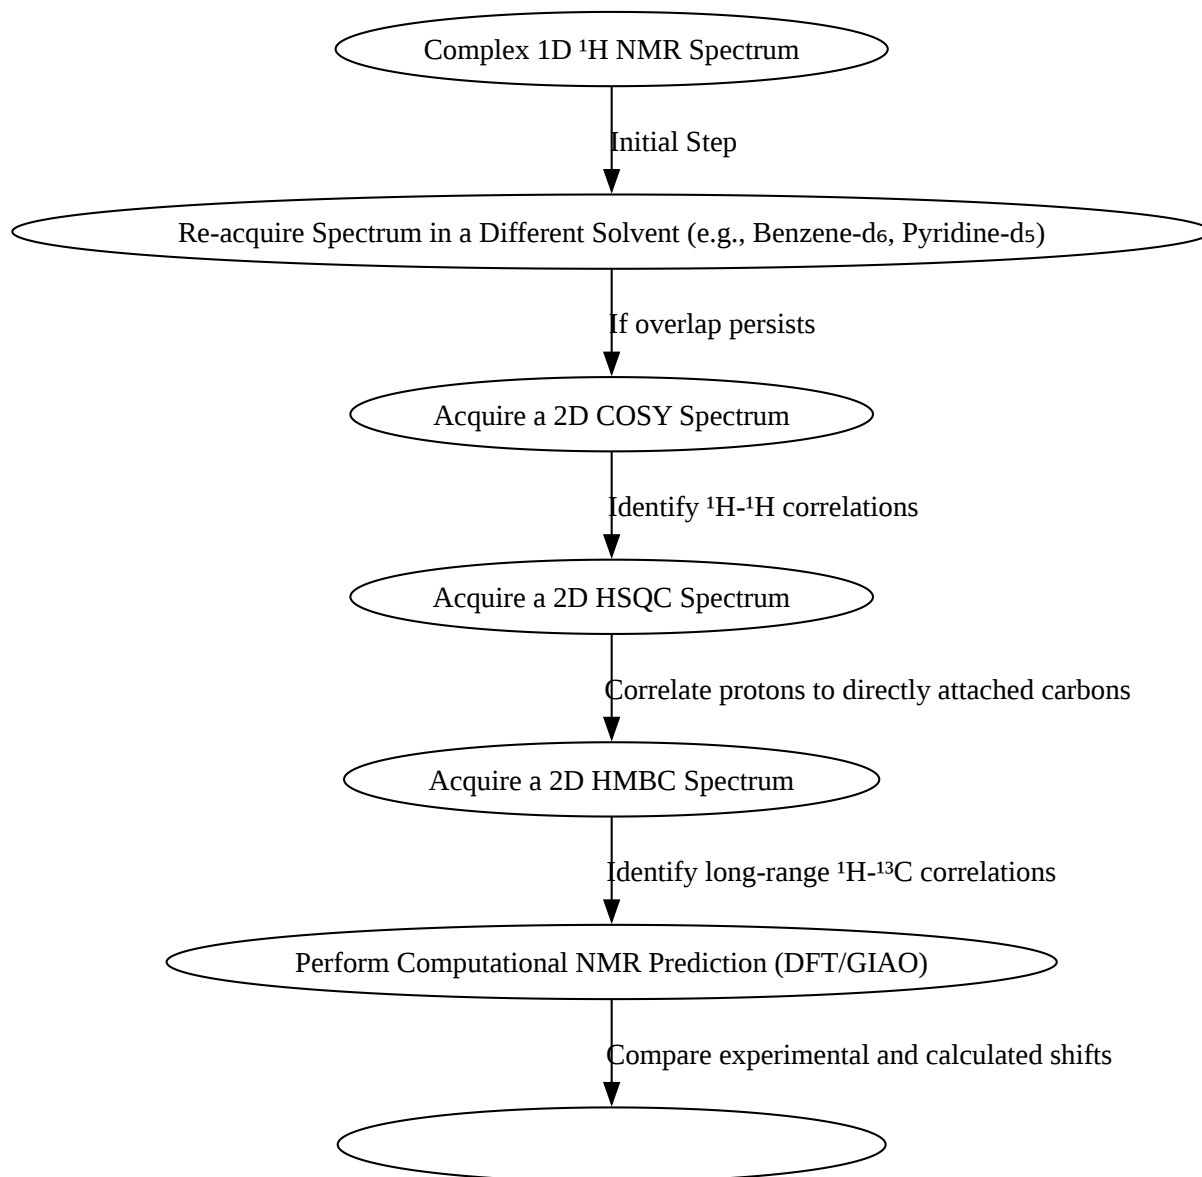 Complex 1D ¹H NMR Spectrum
Initial Step
Re-acquire Spectrum in a Different Solvent (e.g., Benzene-d₆, Pyridine-d₅)
If overlap persists
Acquire a 2D COSY Spectrum
Identify ¹H-¹H correlations
Acquire a 2D HSQC Spectrum
Correlate protons to directly attached carbons
Acquire a 2D HMBC Spectrum
Identify long-range ¹H-¹³C correlations
Perform Computational NMR Prediction (DFT/GIAO)
Compare experimental and calculated shifts